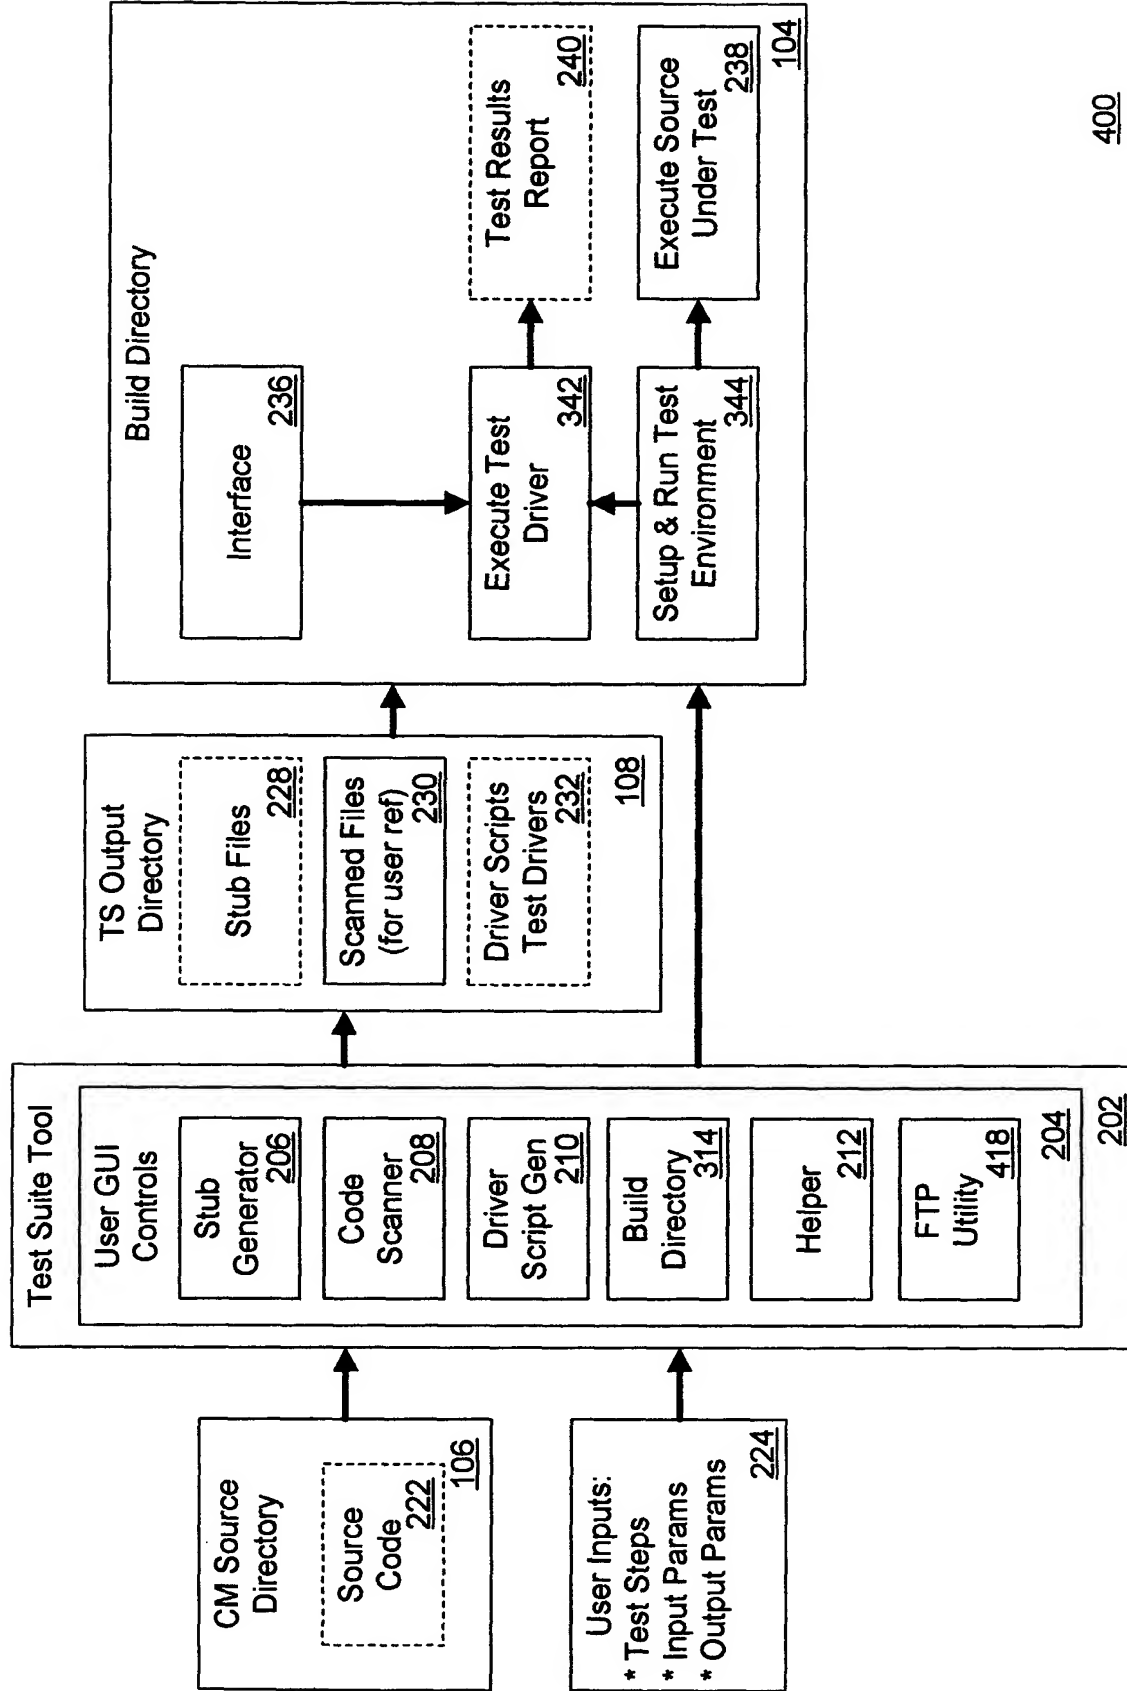 CM Source
Directory
Source
Code
222
106
User Inputs:
* Test Steps
* Input Params
* Output Params
224
Test Suite Tool
User GUI
Controls
Stub
Generator
206
Code
Scanner
208
Driver
Script Gen
210
Build
Directory
314
Helper
212
FTP
Utility
418
204
202
TS Output
Directory
Stub Files
228
Scanned Files
(for user ref)
230
Driver Scripts
Test Drivers
232
108
Build Directory
Interface
236
Execute Test
Driver
342
Test Results
Report
240
Setup & Run Test
Environment
344
Execute Source
Under Test
238
104
400